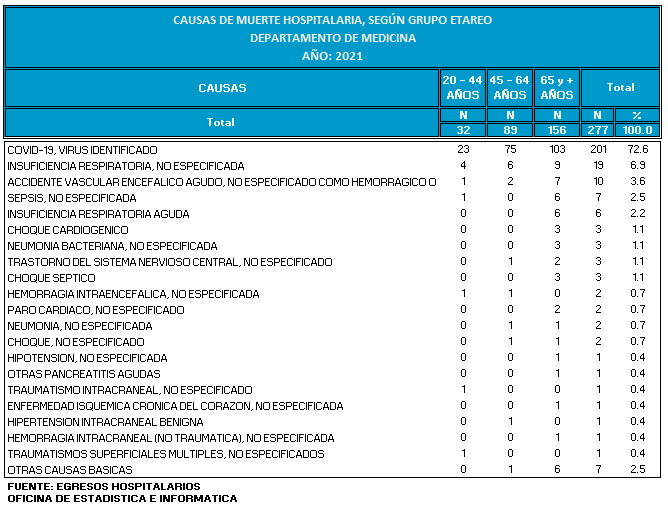 CAUSAS DE MUERTE HOSPITALARIA, SEGÚN GRUPO ETAREO
DEPARTAMENTO DE MEDICINA
AÑO: 2021
CAUSAS 20 - 44 AÑOS 45 - 64 AÑOS 65 y + AÑOS Total
Total N N N N %
32 89 156 277 100.0
COVID-19, VIRUS IDENTIFICADO 23 75 103 201 72.6
INSUFICIENCIA RESPIRATORIA, NO ESPECIFICADA 4 6 9 19 6.9
ACCIDENTE VASCULAR ENCEFALICO AGUDO, NO ESPECIFICADO COMO HEMORRAGICO O 1 2 7 10 3.6
SEPSIS, NO ESPECIFICADA 1 0 6 7 2.5
INSUFICIENCIA RESPIRATORIA AGUDA 0 0 6 6 2.2
CHOQUE CARDIOGENICO 0 0 3 3 1.1
NEUMONIA BACTERIANA, NO ESPECIFICADA 0 0 3 3 1.1
TRASTORNO DEL SISTEMA NERVIOSO CENTRAL, NO ESPECIFICADO 0 1 2 3 1.1
CHOQUE SEPTICO 0 0 3 3 1.1
HEMORRAGIA INTRAENCEFALICA, NO ESPECIFICADA 1 1 0 2 0.7
PARO CARDIACO, NO ESPECIFICADO 0 0 2 2 0.7
NEUMONIA, NO ESPECIFICADA 0 1 1 2 0.7
CHOQUE, NO ESPECIFICADO 0 1 1 2 0.7
HIPOTENSION, NO ESPECIFICADA 0 0 1 1 0.4
OTRAS PANCREATITIS AGUDAS 0 0 1 1 0.4
TRAUMATISMO INTRACRANEAL, NO ESPECIFICADO 1 0 0 1 0.4
ENFERMEDAD ISQUEMICA CRONICA DEL CORAZON, NO ESPECIFICADA 0 0 1 1 0.4
HIPERTENSION INTRACRANEAL BENIGNA 0 1 0 1 0.4
HEMORRAGIA INTRACRANEAL (NO TRAUMATICA), NO ESPECIFICADA 0 0 1 1 0.4
TRAUMATISMOS SUPERFICIALES MULTIPLES, NO ESPECIFICADOS 1 0 0 1 0.4
OTRAS CAUSAS BASICAS 0 1 6 7 2.5
FUENTE: EGRESOS HOSPITALARIOS
OFICINA DE ESTADISTICA E INFORMATICA